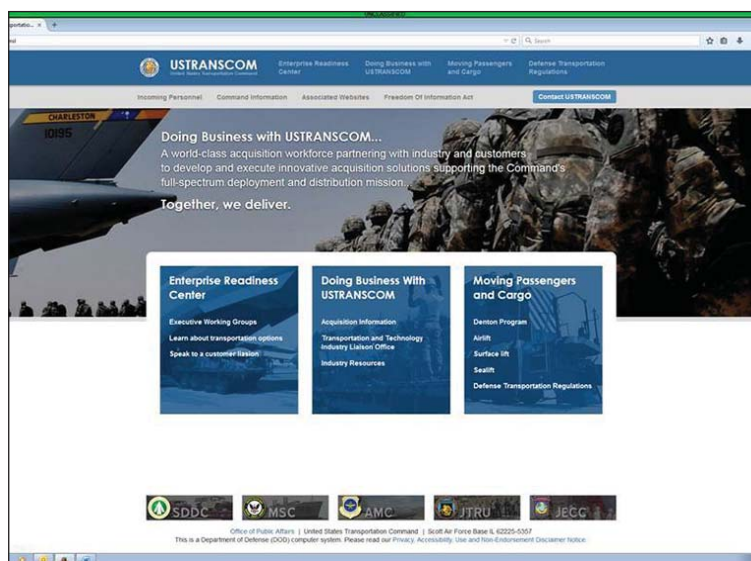 UNCLASSIFIED
USTRANSCOM
United States Transportation Command
Enterprise Readiness
Center
Doing Business with
USTRANSCOM
Moving Passengers
and Cargo
Defense Transportation
Regulations
Incoming Personnel
Command Information
Associated Websites
Freedom Of Information Act
Contact USTRANSCOM
CHARLESTON
10195
Doing Business with USTRANSCOM...
A world-class acquisition workforce partnering with industry and customers
to develop and execute innovative acquisition solutions supporting the Command's
full-spectrum deployment and distribution mission...
Together, we deliver.
Enterprise Readiness
Center
Executive Working Groups
Learn about transportation options
Speak to a customer liasion
Doing Business With
USTRANSCOM
Acquisition Information
Transportation and Technology
Industry Liaison Office
Industry Resources
Moving Passengers
and Cargo
Denton Program
Airlift
Surface lift
Sealift
Defense Transportation Regulations
SDDC
MSC
AMC
JTRU
JECC
Office of Public Affairs | United States Transportation Command | Scott Air Force Base IL 62225-5357
This is a Department of Defense (DOD) computer system. Please read our Privacy, Accessibility, Use and Non-Endorsement Disclaimer Notice